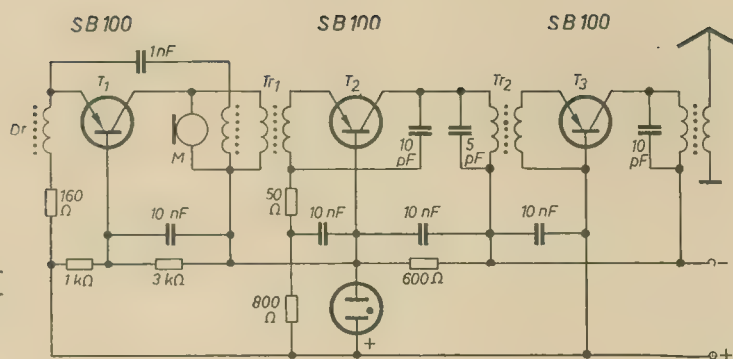 SB100 SB100 SB100
1nF
T1 Tr1 T2 Tr2 T3
Dr
M
10 pF
5 pF
10 pF
160 Ω
50 Ω
10 nF
10 nF
10 nF
10 nF
1 kΩ
3 kΩ
600 Ω
-
800 Ω
+
+